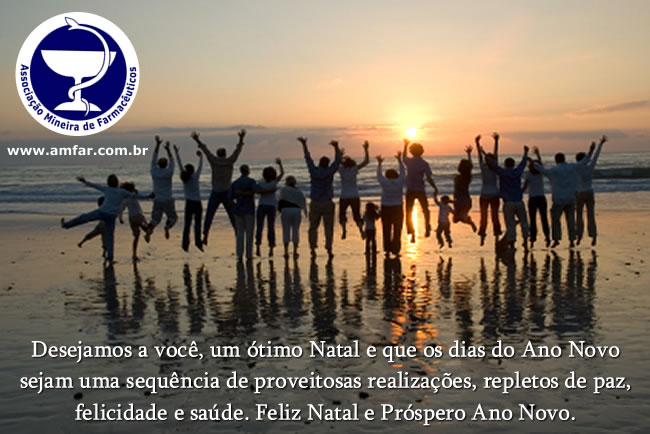 Associação Mineira de Farmacêuticos
www.amfar.com.br
Desejamos a você, um ótimo Natal e que os dias do Ano Novo
sejam uma sequência de proveitosas realizações, repletos de paz,
felicidade e saúde. Feliz Natal e Próspero Ano Novo.